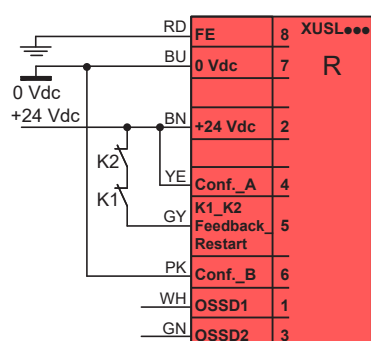 RD FE 8 XUSL●●●
BU 0 Vdc 7 R
0 Vdc
+24 Vdc BN +24 Vdc 2
K2
YE Conf._A 4
K1
GY K1_K2
Feedback_ 5
Restart
PK Conf._B 6
WH OSSD1 1
GN OSSD2 3